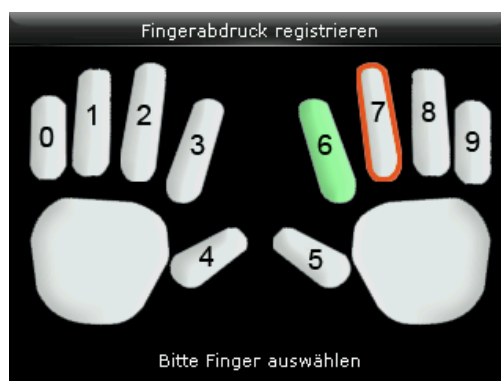 Fingerabdruck registrieren
0 1 2 3 6 7 8 9
4 5
Bitte Finger auswählen